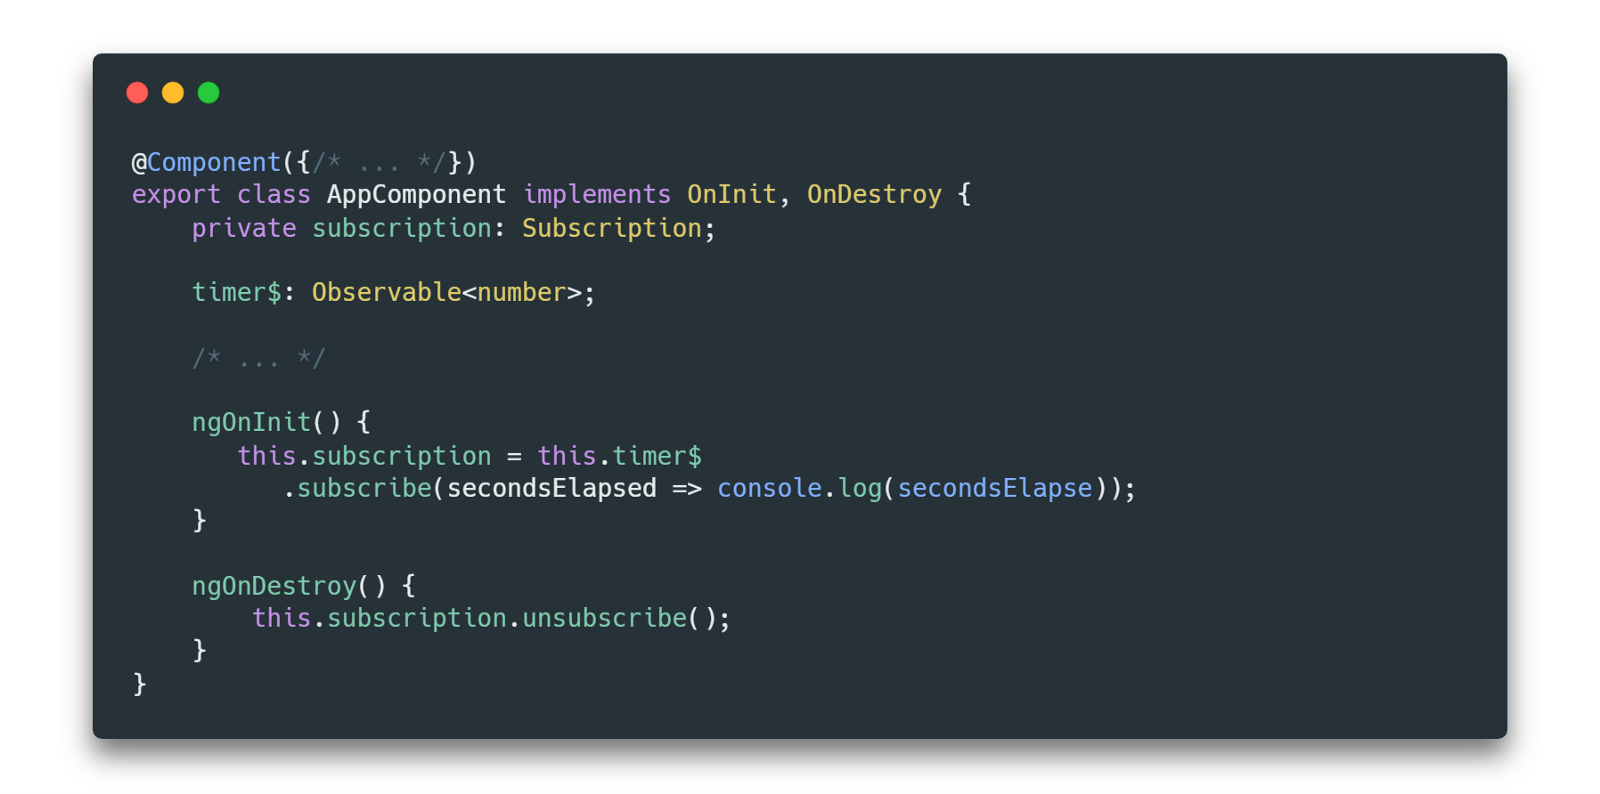 @Component({/* ... */})
export class AppComponent implements OnInit, OnDestroy {
    private subscription: Subscription;

    timer$: Observable<number>;

    /* ... */

    ngOnInit() {
       this.subscription = this.timer$
          .subscribe(secondsElapsed => console.log(secondsElapse));
    }

    ngOnDestroy() {
        this.subscription.unsubscribe();
    }
}